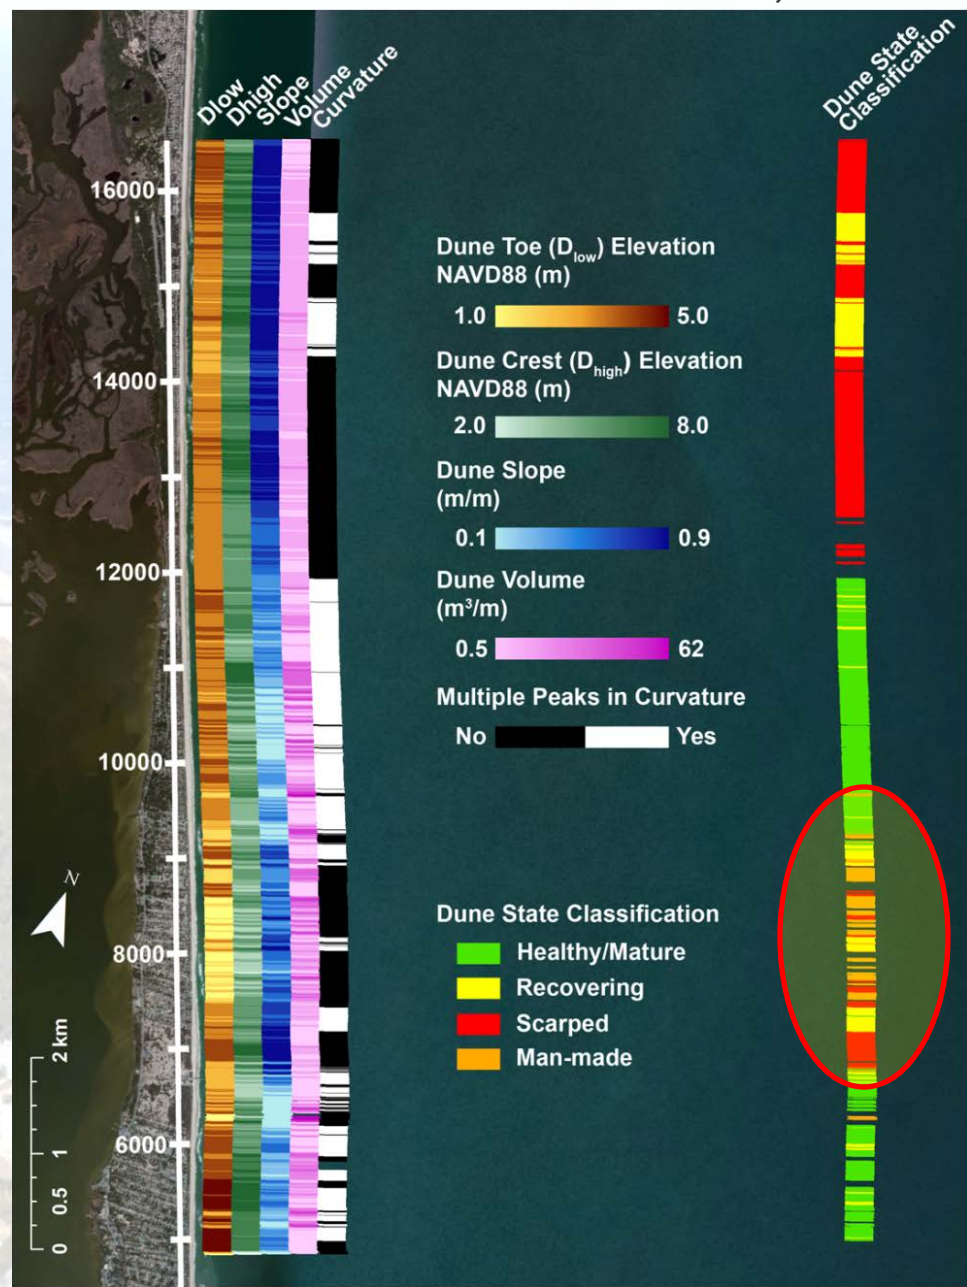 Dlow
Dhigh
Slope
Volume
Curvature
Dune State
Classification
16000
14000
12000
10000
8000
6000
Dune Toe (Dlow) Elevation
NAVD88 (m)
1.0 5.0
Dune Crest (Dhigh) Elevation
NAVD88 (m)
2.0 8.0
Dune Slope
(m/m)
0.1 0.9
Dune Volume
(m³/m)
0.5 62
Multiple Peaks in Curvature
No Yes
Dune State Classification
Healthy/Mature
Recovering
Scarped
Man-made
N
0 0.5 1 2 km